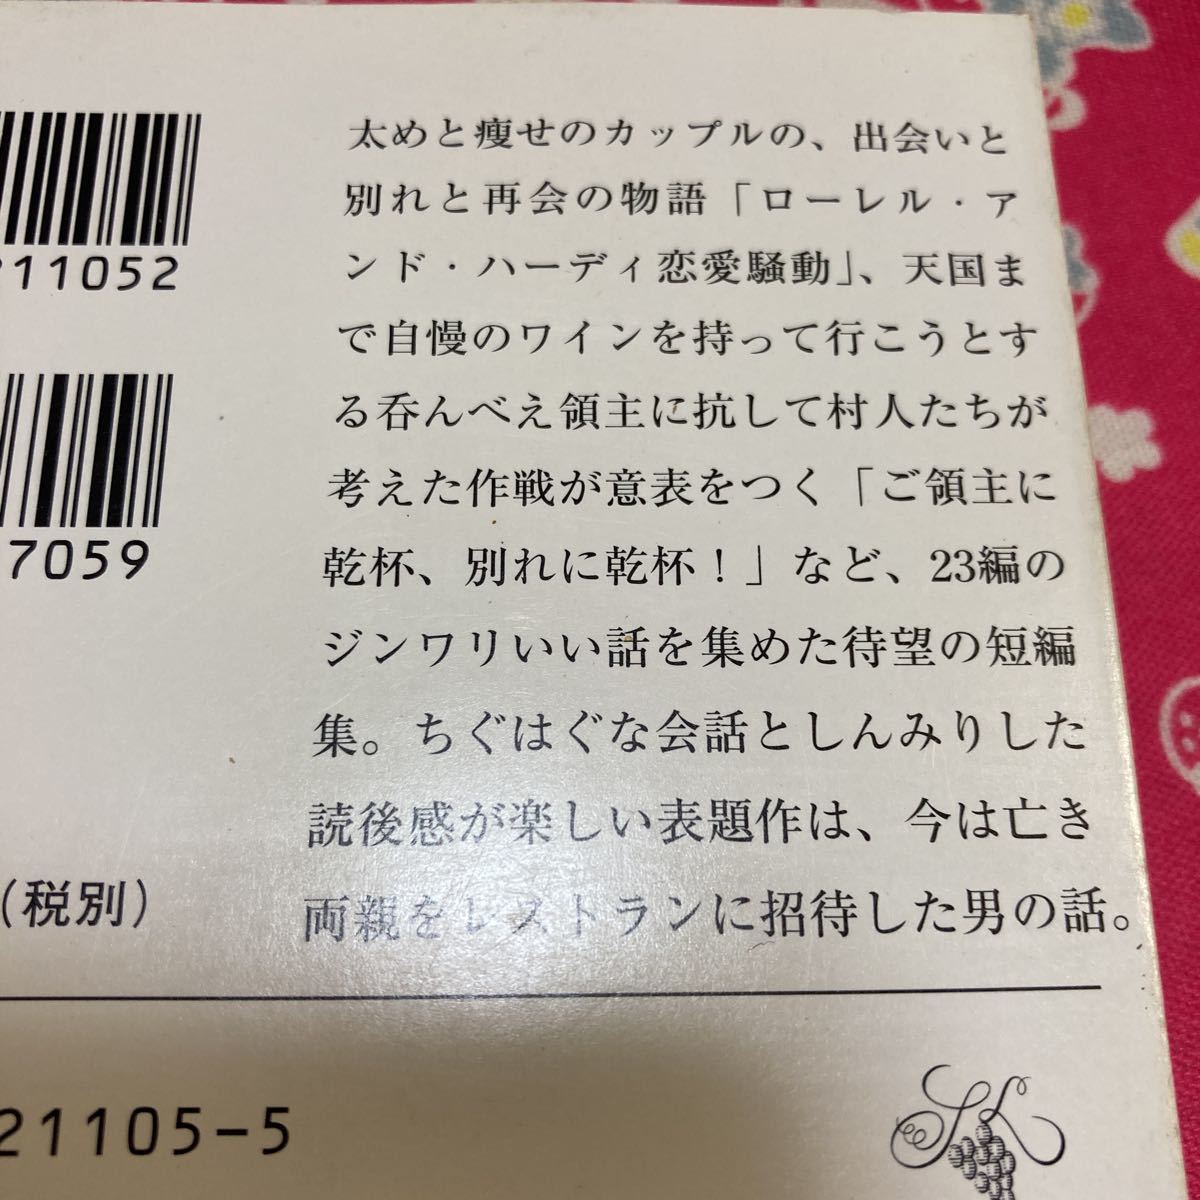 211052
7059
太めと痩せのカップルの、出会いと
別れと再会の物語「ローレル・ア
ンド・ハーディ恋愛騒動」、天国ま
で自慢のワインを持って行こうとす
る呑んべえ領主に抗して村人たちが
考えた作戦が意表をつく「ご領主に
乾杯、別れに乾杯！」など、23編の
ジンワリいい話を集めた待望の短編
集。ちぐはぐな会話としんみりした
読後感が楽しい表題作は、今は亡き
両親をレストランに招待した男の話。
(税別)
21105-5